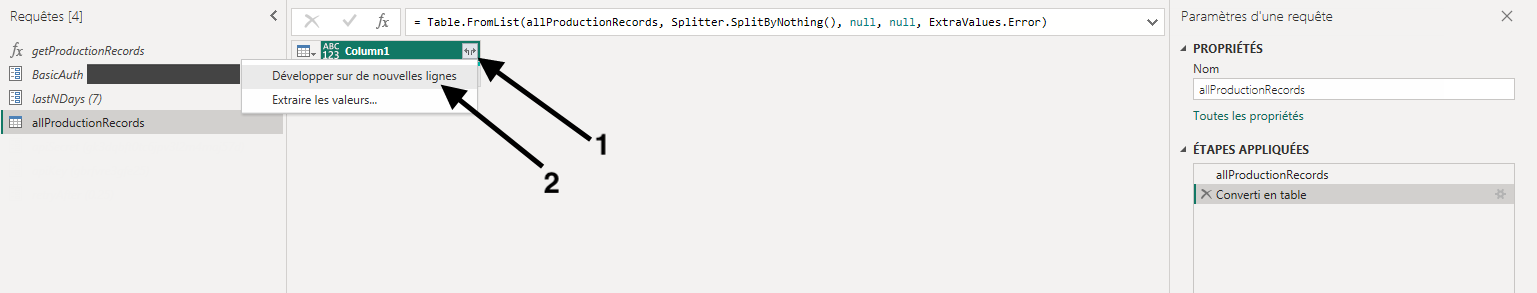 Requêtes [4]
getProductionRecords
BasicAuth
lastNDays (7)
allProductionRecords
fx = Table.FromList(allProductionRecords, Splitter.SplitByNothing(), null, null, ExtraValues.Error)
ABC 123 Column1
Développer sur de nouvelles lignes
Extraire les valeurs...
1
2
Paramètres d'une requête
PROPRIÉTÉS
Nom
allProductionRecords
Toutes les propriétés
ÉTAPES APPLIQUÉES
allProductionRecords
Converti en table